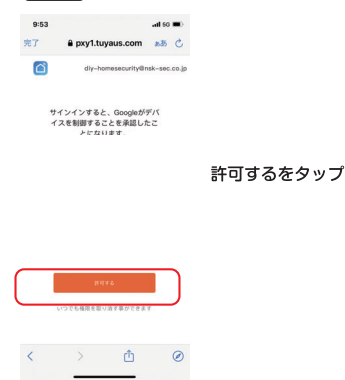 9:53
60
完了
pxy1.tuyaus.com
ぁあ
diy-homesecurity@nsk-sec.co.jp
サインインすると、Googleがデバ
イスを制御することを承認したこ
とになります。
許可するをタップ
許可する
いつでも権限を取り消す事ができます